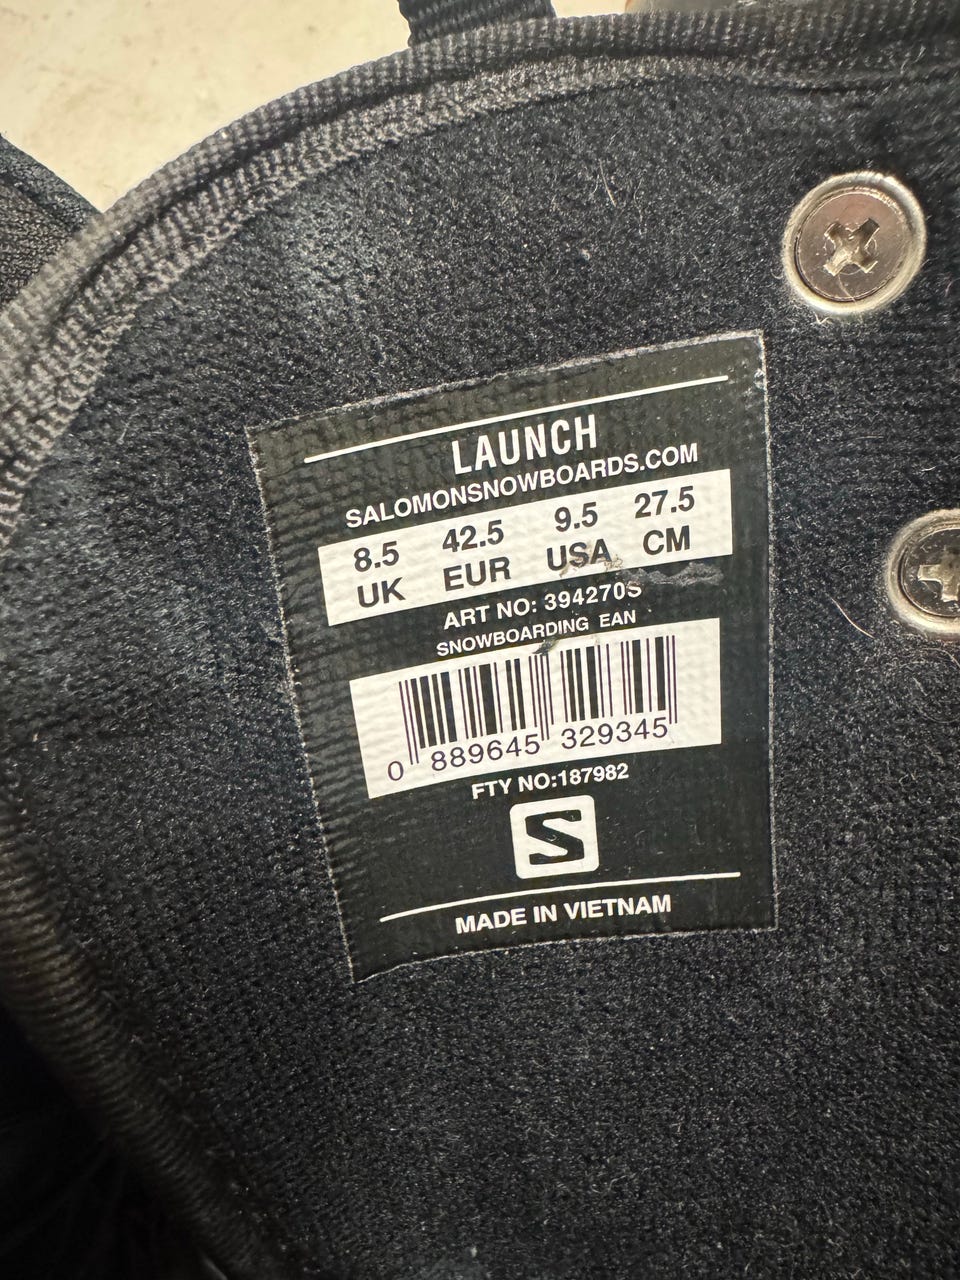 LAUNCH
SALOMONSNOWBOARDS.COM
8.5 42.5 9.5 27.5
UK EUR USA CM
ART NO: 394270S
SNOWBOARDING EAN
0 889645 329345
FTY NO:187982
S
MADE IN VIETNAM